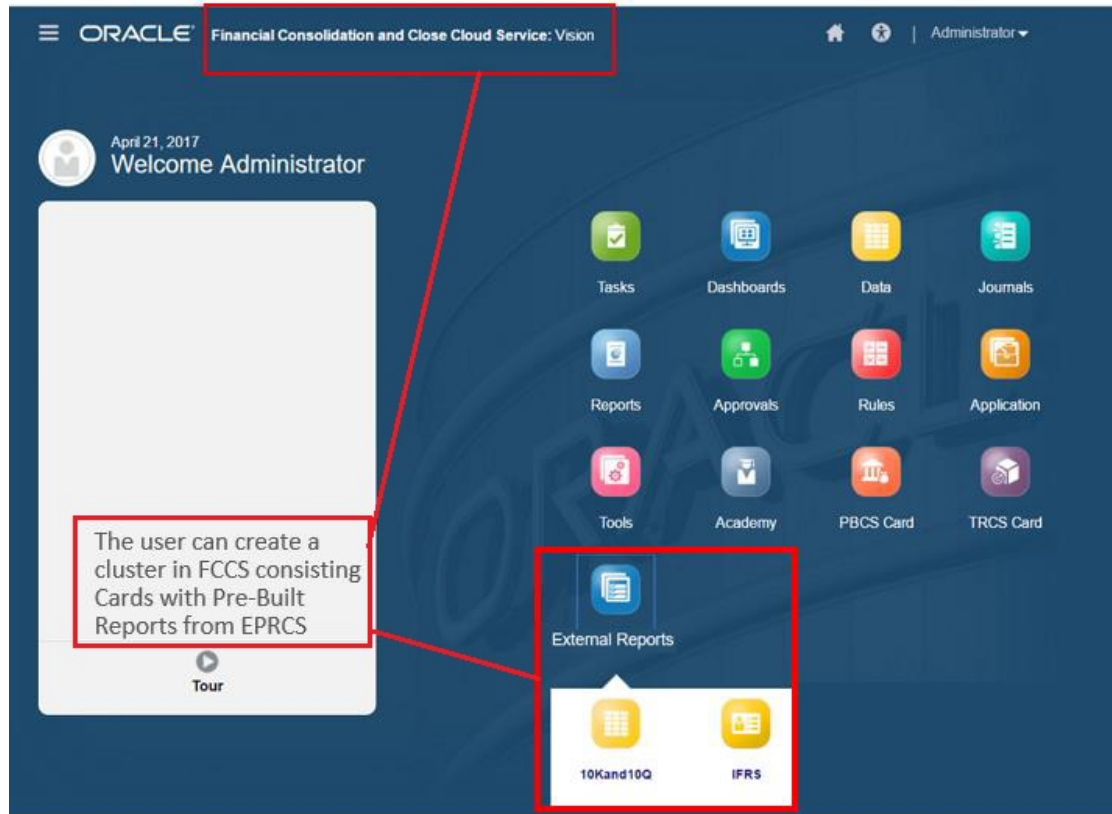 ORACLE Financial Consolidation and Close Cloud Service: Vision Administrator
April 21, 2017
Welcome Administrator
Tasks Dashboards Data Journals
Reports Approvals Rules Application
Tools Academy PBCS Card TRCS Card
The user can create a
cluster in FCCS consisting
Cards with Pre-Built
Reports from EPRCS
External Reports
Tour
10Kand10Q IFRS
ORACL